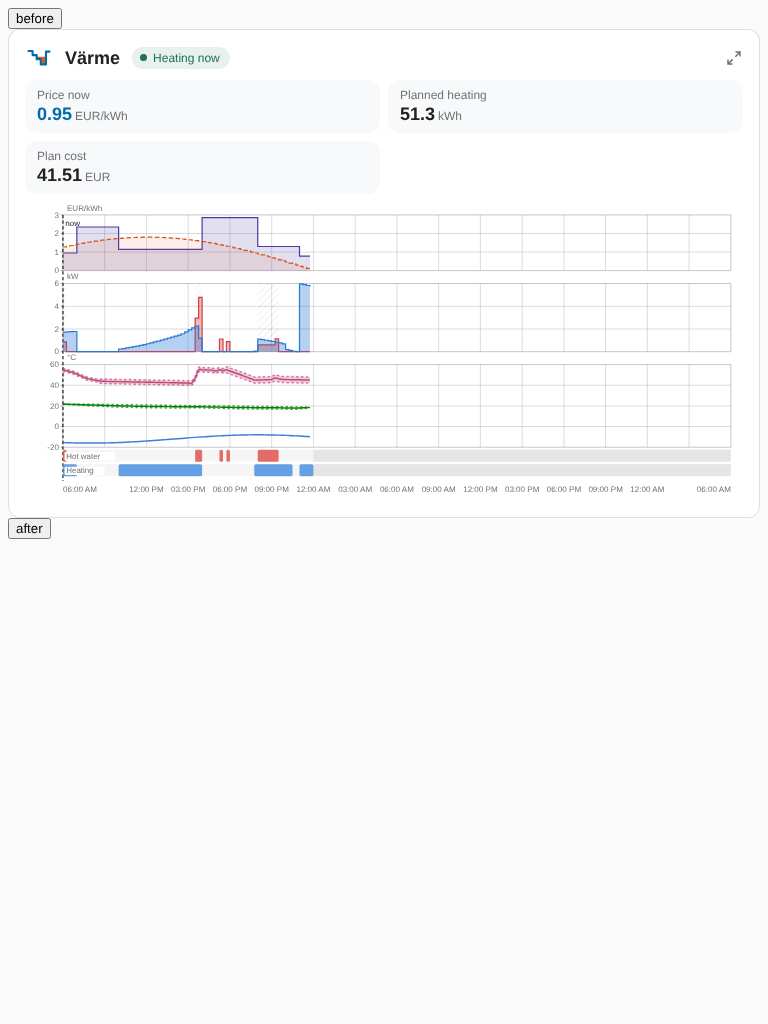 before
Värme
Heating now
Price now
0.95 EUR/kWh
Planned heating
51.3 kWh
Plan cost
41.51 EUR
EUR/kWh
3
now
2
1
0
kW
6
4
2
0
°C
60
40
20
0
-20
Hot water
Heating
06:00 AM 12:00 PM 03:00 PM 06:00 PM 09:00 PM 12:00 AM 03:00 AM 06:00 AM 09:00 AM 12:00 PM 03:00 PM 06:00 PM 09:00 PM 12:00 AM 06:00 AM
after